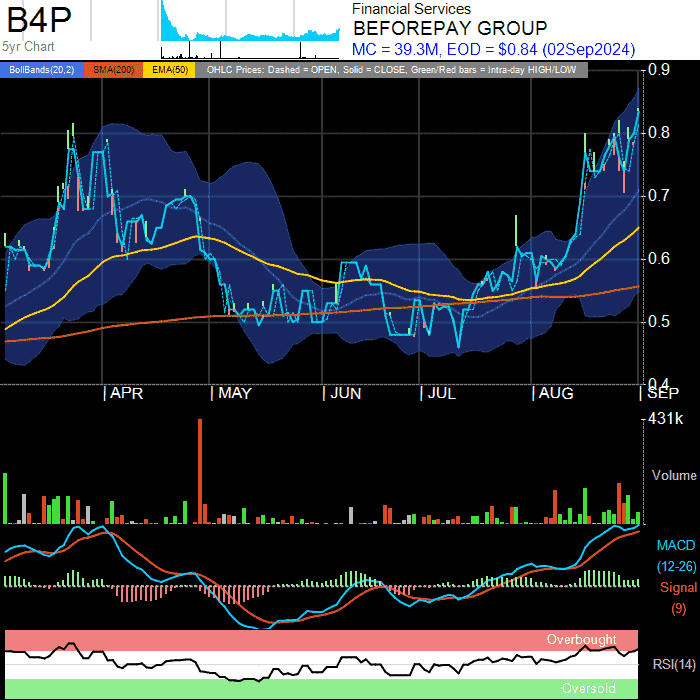 B4P
5yr Chart
Financial Services
BEFOREPAY GROUP
MC = 39.3M, EOD = $0.84 (02Sep2024)
BollBands(20,2) SMA(200) EMA(50) OHLC Prices: Dashed = OPEN, Solid = CLOSE, Green/Red bars = Intra-day HIGH/LOW
0.9
0.8
0.7
0.6
0.5
0.4
APR MAY JUN JUL AUG SEP
431k
Volume
MACD
(12-26)
Signal
(9)
Overbought
RSI(14)
Oversold